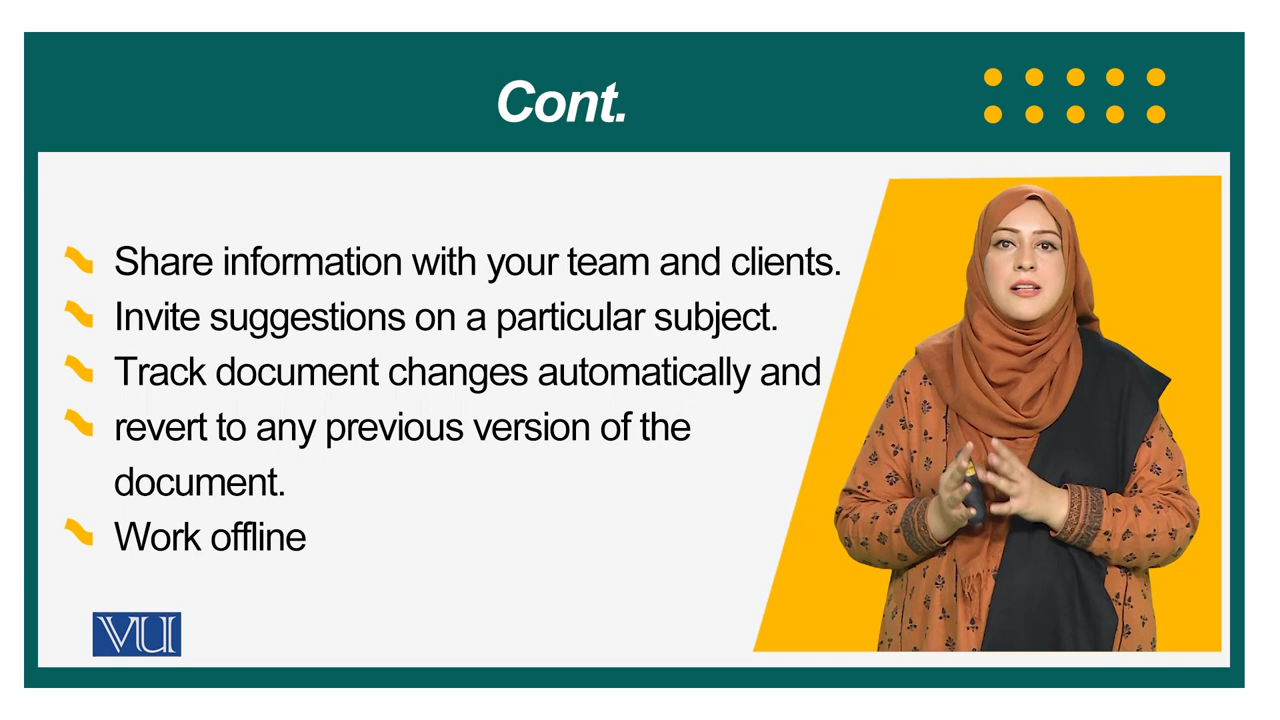 Cont.
Share information with your team and clients.
Invite suggestions on a particular subject.
Track document changes automatically and
revert to any previous version of the
document.
Work offline
VU